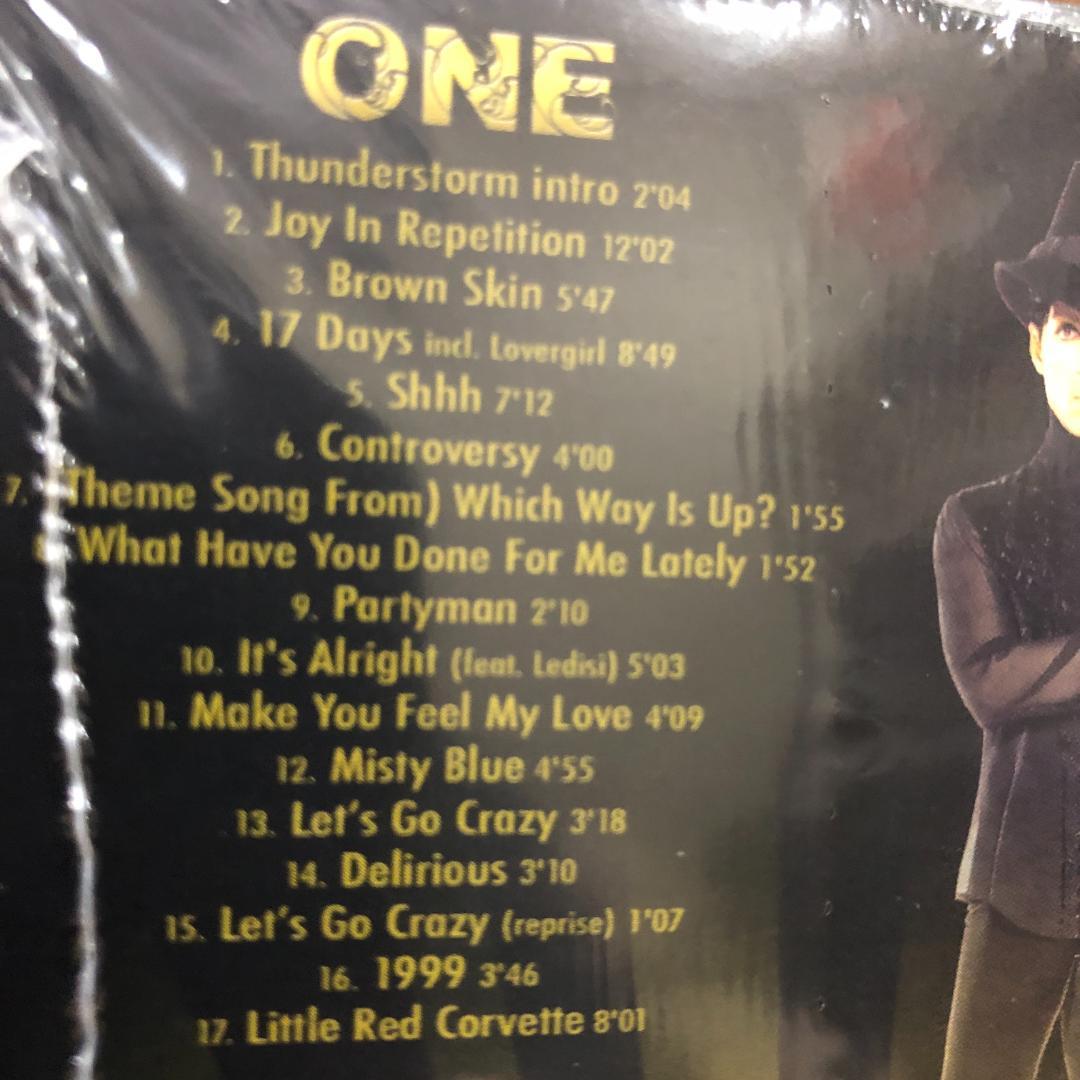 ONE
1. Thunderstorm intro 2'04
2. Joy In Repetition 12'02
3. Brown Skin 5'47
4. 17 Days incl. Lovergirl 8'49
5. Shhh 7'12
6. Controversy 4'00
7. (Theme Song From) Which Way Is Up? 1'55
What Have You Done For Me Lately 1'52
9. Partyman 2'10
10. It's Alright (feat. Ledisi) 5'03
11. Make You Feel My Love 4'09
12. Misty Blue 4'55
13. Let's Go Crazy 3'18
14. Delirious 3'10
15. Let's Go Crazy (reprise) 1'07
16. 1999 3'46
17. Little Red Corvette 8'01